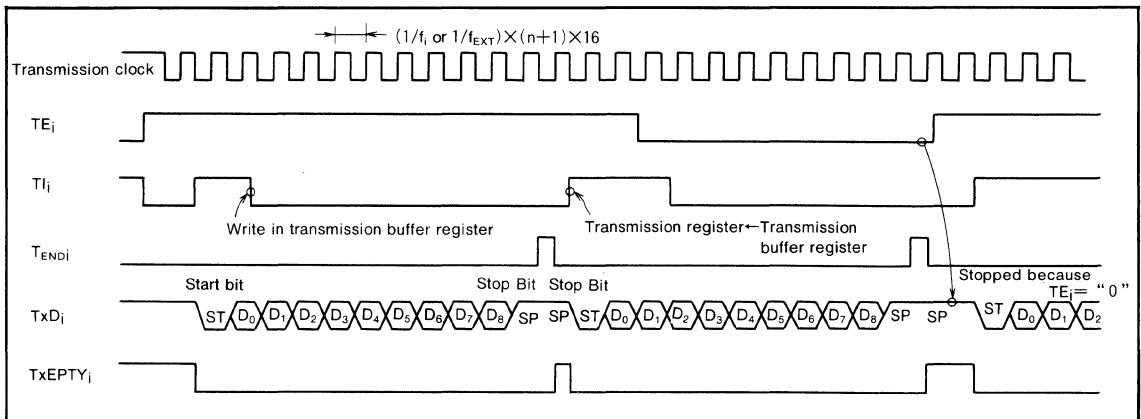 (1/fi or 1/fEXT)×(n+1)×16
Transmission clock
TEi
TIi
Write in transmission buffer register
Transmission register←Transmission
buffer register
TENDi
Start bit
Stop Bit Stop Bit
Stopped because
TEi= "0"
TxDi
ST D0 D1 D2 D3 D4 D5 D6 D7 D8 SP SP ST D0 D1 D2 D3 D4 D5 D6 D7 D8 SP SP ST D0 D1 D2
TxEPTYi